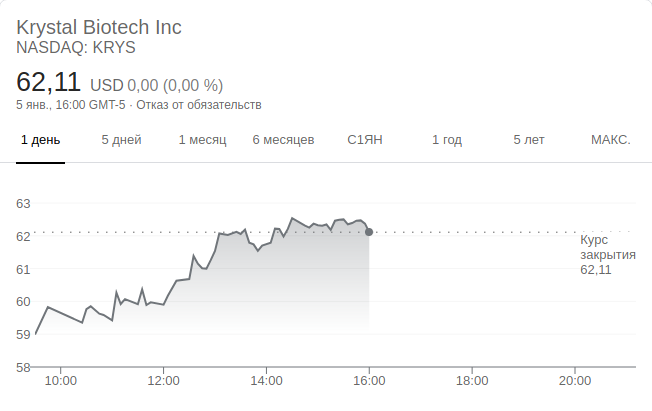 Krystal Biotech Inc
NASDAQ: KRYS
62,11 USD 0,00 (0,00 %)
5 янв., 16:00 GMT-5 · Отказ от обязательств
1 день 5 дней 1 месяц 6 месяцев С1ЯН 1 год 5 лет МАКС.
63
62
61
60
59
58
Курс
закрытия
62,11
10:00 12:00 14:00 16:00 18:00 20:00